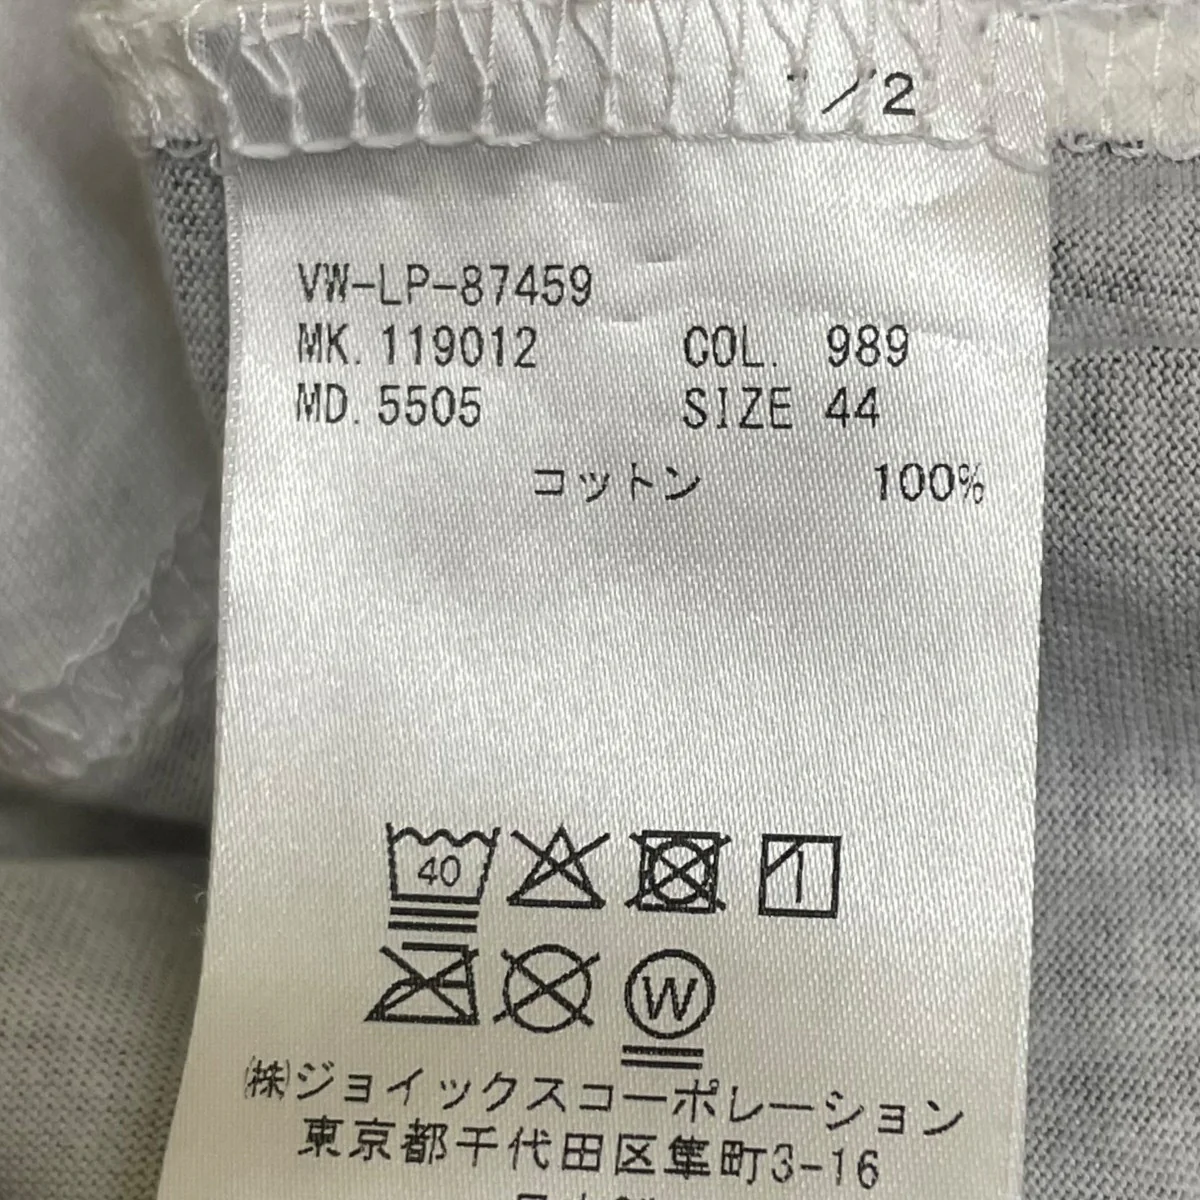 1/2
VW-LP-87459
MK. 119012 COL. 989
MD. 5505 SIZE 44
コットン 100%
40
W
㈱ジョイックスコーポレーション
東京都千代田区隼町3-16